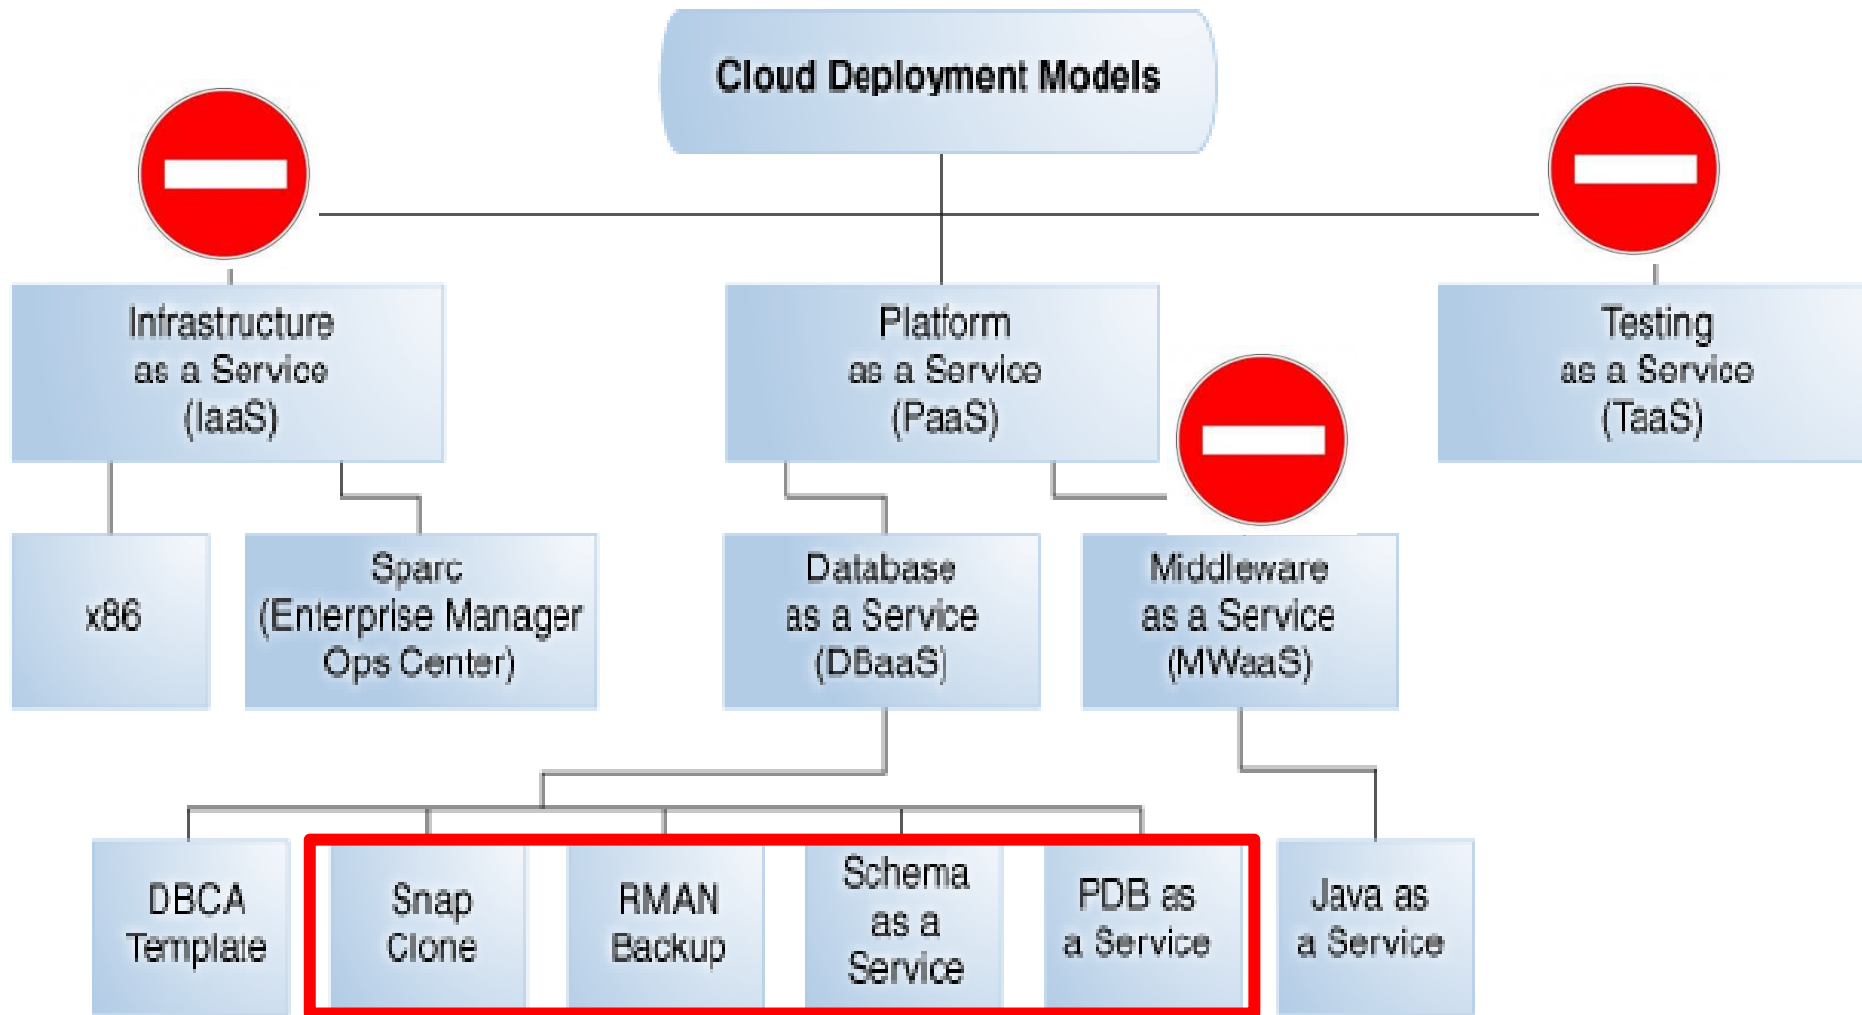 Cloud Deployment Models
Infrastructure
as a Service
(IaaS)
Platform
as a Service
(PaaS)
Testing
as a Service
(TaaS)
x86
Sparc
(Enterprise Manager
Ops Center)
Database
as a Service
(DBaaS)
Middleware
as a Service
(MWaaS)
DBCA
Template
Snap
Clone
RMAN
Backup
Schema
as a
Service
PDB as
a Service
Java as
a Service